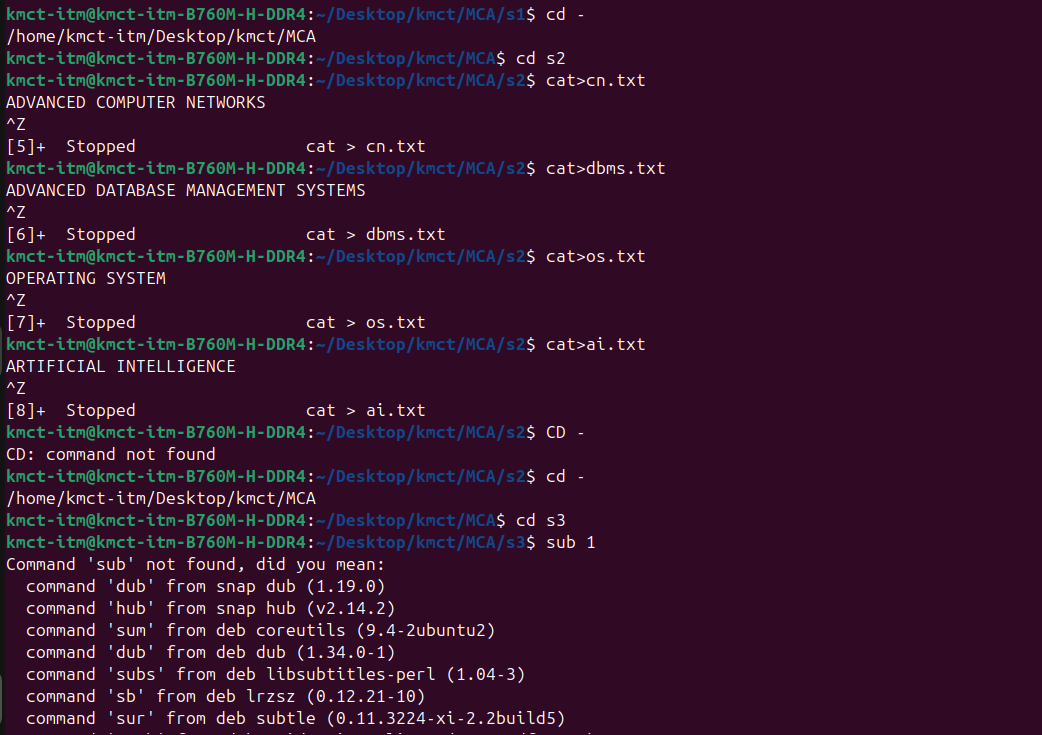 kmct-itm@kmct-itm-B760M-H-DDR4:~/Desktop/kmct/MCA/s1$ cd -
/home/kmct-itm/Desktop/kmct/MCA
kmct-itm@kmct-itm-B760M-H-DDR4:~/Desktop/kmct/MCA$ cd s2
kmct-itm@kmct-itm-B760M-H-DDR4:~/Desktop/kmct/MCA/s2$ cat>cn.txt
ADVANCED COMPUTER NETWORKS
^Z
[5]+  Stopped                 cat > cn.txt
kmct-itm@kmct-itm-B760M-H-DDR4:~/Desktop/kmct/MCA/s2$ cat>dbms.txt
ADVANCED DATABASE MANAGEMENT SYSTEMS
^Z
[6]+  Stopped                 cat > dbms.txt
kmct-itm@kmct-itm-B760M-H-DDR4:~/Desktop/kmct/MCA/s2$ cat>os.txt
OPERATING SYSTEM
^Z
[7]+  Stopped                 cat > os.txt
kmct-itm@kmct-itm-B760M-H-DDR4:~/Desktop/kmct/MCA/s2$ cat>ai.txt
ARTIFICIAL INTELLIGENCE
^Z
[8]+  Stopped                 cat > ai.txt
kmct-itm@kmct-itm-B760M-H-DDR4:~/Desktop/kmct/MCA/s2$ CD -
CD: command not found
kmct-itm@kmct-itm-B760M-H-DDR4:~/Desktop/kmct/MCA/s2$ cd -
/home/kmct-itm/Desktop/kmct/MCA
kmct-itm@kmct-itm-B760M-H-DDR4:~/Desktop/kmct/MCA$ cd s3
kmct-itm@kmct-itm-B760M-H-DDR4:~/Desktop/kmct/MCA/s3$ sub 1
Command 'sub' not found, did you mean:
  command 'dub' from snap dub (1.19.0)
  command 'hub' from snap hub (v2.14.2)
  command 'sum' from deb coreutils (9.4-2ubuntu2)
  command 'dub' from deb dub (1.34.0-1)
  command 'subs' from deb libsubtitles-perl (1.04-3)
  command 'sb' from deb lrzsz (0.12.21-10)
  command 'sur' from deb subtle (0.11.3224-xi-2.2build5)